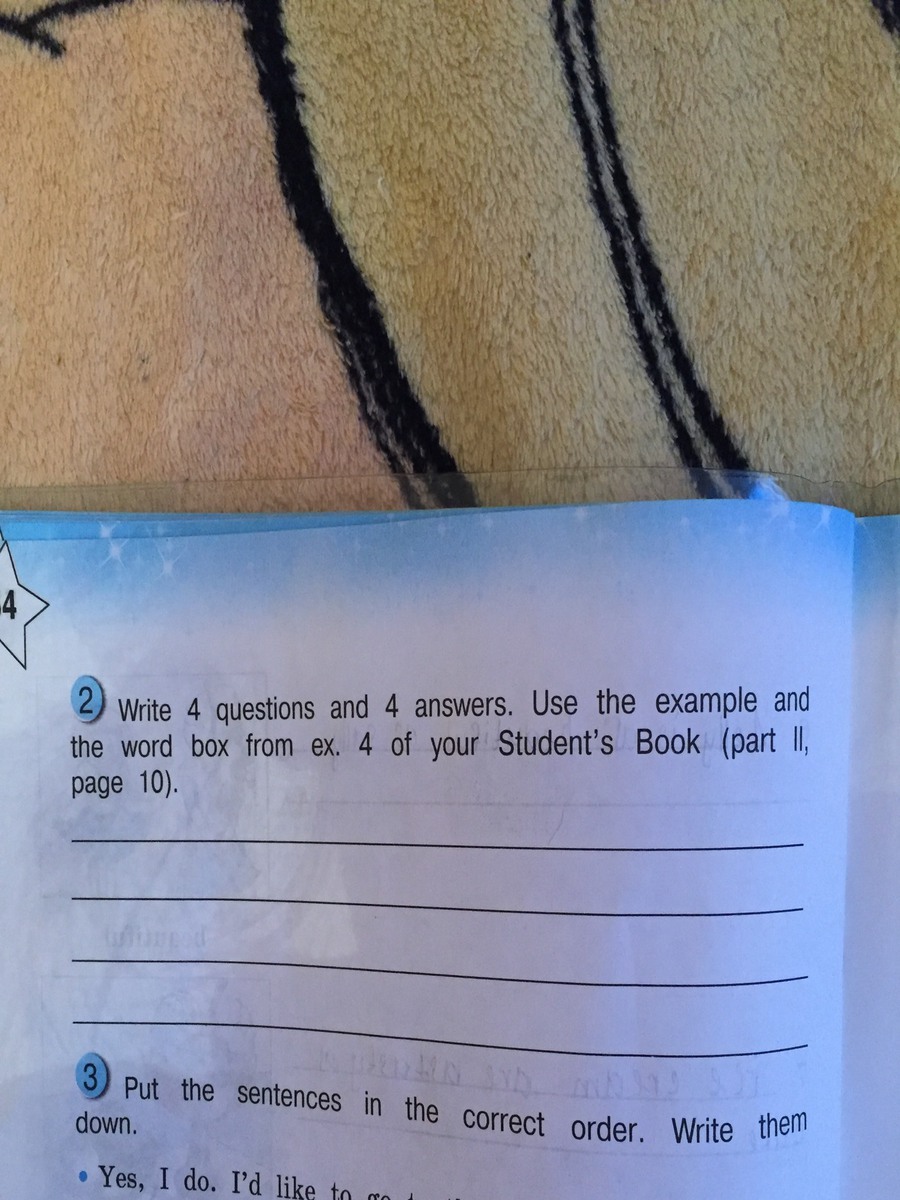 4
2 Write 4 questions and 4 answers. Use the example and
the word box from ex. 4 of your Student's Book (part II,
page 10).
3 Put the sentences in the correct order. Write them
down.
• Yes, I do. I'd like to go